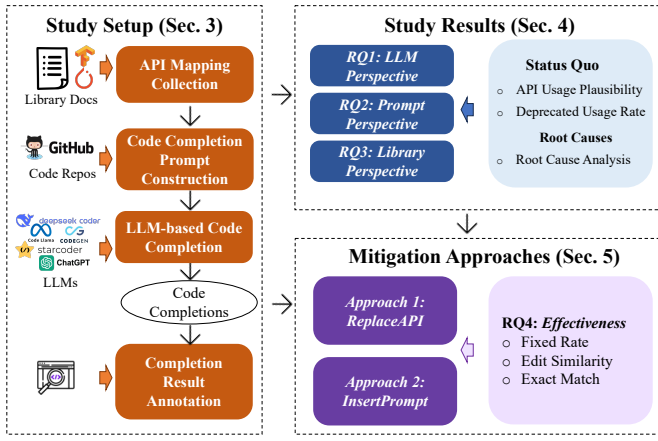 Study Setup (Sec. 3)
Library Docs
API Mapping
Collection
GitHub
Code Repos
Code Completion
Prompt
Construction
deepseek coder
Code Llama
CODEGEN
starcoder
ChatGPT
LLMs
LLM-based Code
Completion
Code
Completions
Completion
Result
Annotation
Study Results (Sec. 4)
RQ1: LLM
Perspective
RQ2: Prompt
Perspective
RQ3: Library
Perspective
Status Quo
○ API Usage Plausibility
○ Deprecated Usage Rate
Root Causes
○ Root Cause Analysis
Mitigation Approaches (Sec. 5)
Approach 1:
ReplaceAPI
Approach 2:
InsertPrompt
RQ4: Effectiveness
○ Fixed Rate
○ Edit Similarity
○ Exact Match